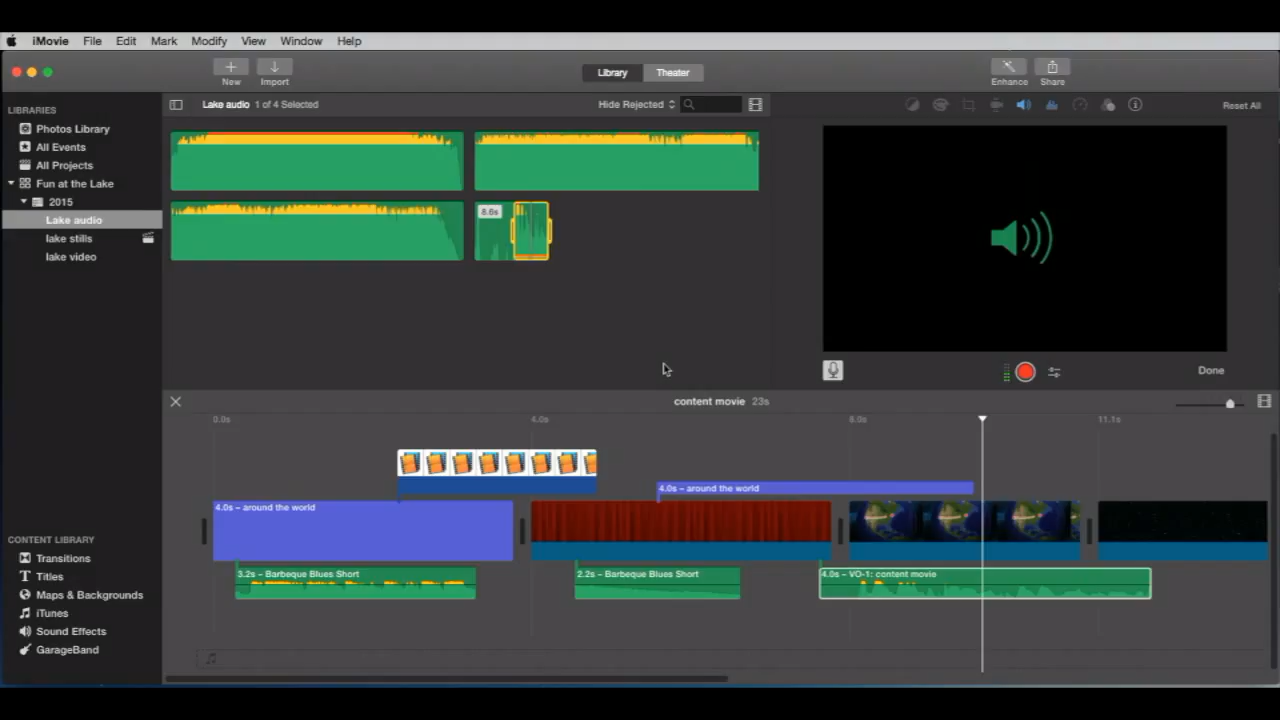 iMovie File Edit Mark Modify View Window Help
New Import Library Theater Enhance Share
LIBRARIES
Photos Library
All Events
All Projects
Fun at the Lake
2015
Lake audio
lake stills
lake video
Lake audio 1 of 4 Selected Hide Rejected
8.6s
Reset All
Done
content movie 23s
0.0s 4.0s 8.0s 11.1s
4.0s – around the world
4.0s – around the world
3.2s – Barbeque Blues Short 2.2s – Barbeque Blues Short 4.0s – VO-1: content movie
CONTENT LIBRARY
Transitions
T Titles
Maps & Backgrounds
iTunes
Sound Effects
GarageBand